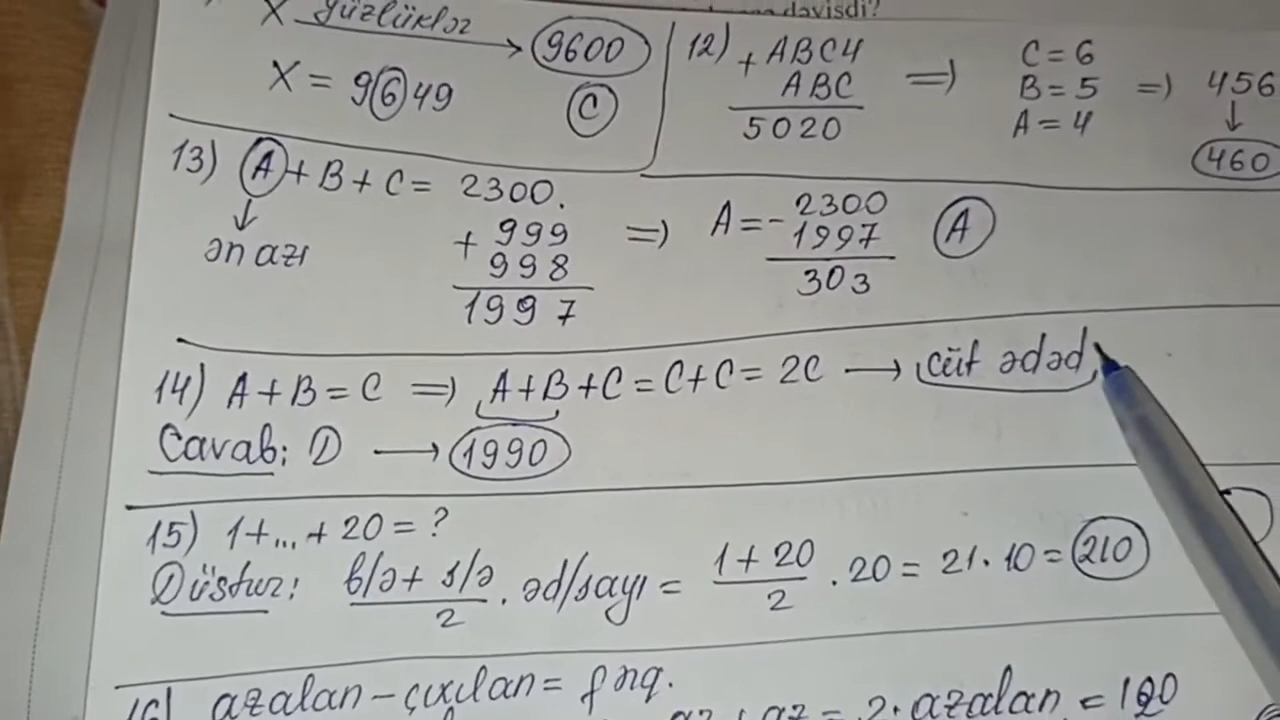 dəyişdi?
X yüzlüklər → 9600
X = 9649 C
12) + ABC4
ABC
5020
=> C = 6
B = 5
A = 4
=> 456
↓
460
13) A + B + C = 2300.
↓
ən azı
+ 999
998
1997
=> A = - 2300
1997
303
A
14) A + B = C => A + B + C = C + C = 2C → cüt ədəd
Cavab: D → 1990
15) 1 + ... + 20 = ?
Düstur: b/ə + s/ə / 2 · əd/sayı = 1 + 20 / 2 · 20 = 21 · 10 = 210
16) azalan – çıxılan = fərq.
= 2 · azalan = 120